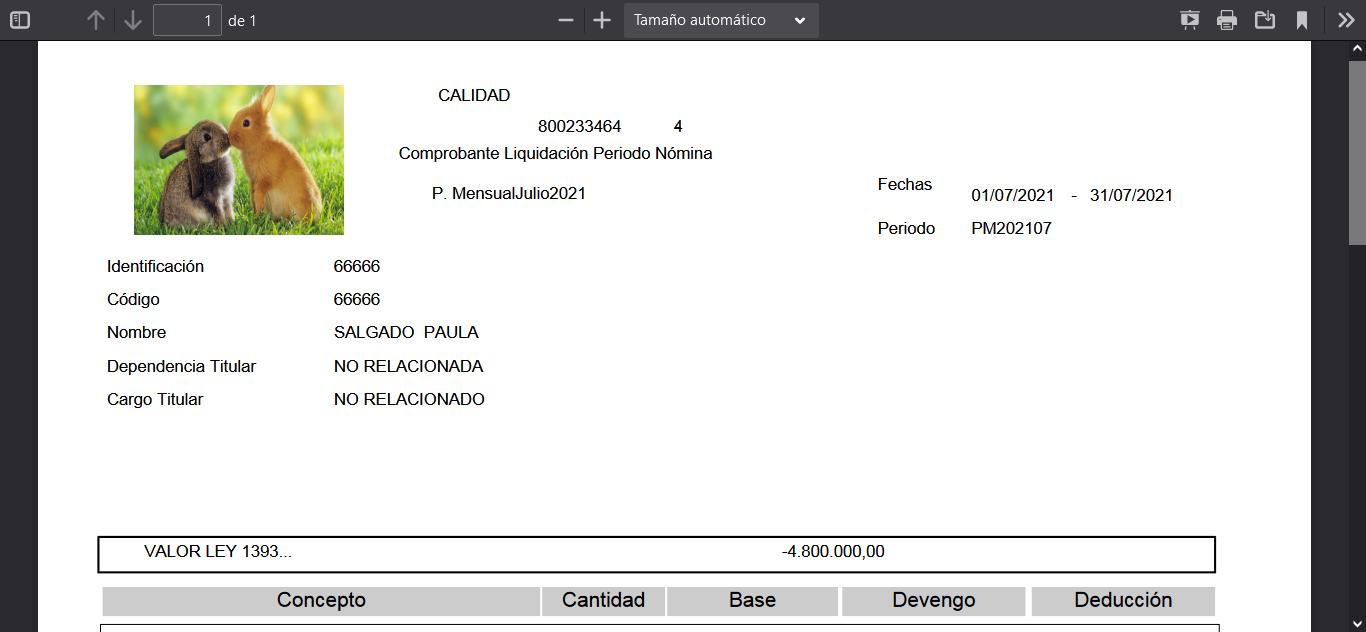 1 de 1 Tamaño automático
CALIDAD
800233464 4
Comprobante Liquidación Periodo Nómina
P. MensualJulio2021
Fechas 01/07/2021 - 31/07/2021
Periodo PM202107
Identificación 66666
Código 66666
Nombre SALGADO PAULA
Dependencia Titular NO RELACIONADA
Cargo Titular NO RELACIONADO
VALOR LEY 1393... -4.800.000,00
Concepto Cantidad Base Devengo Deducción